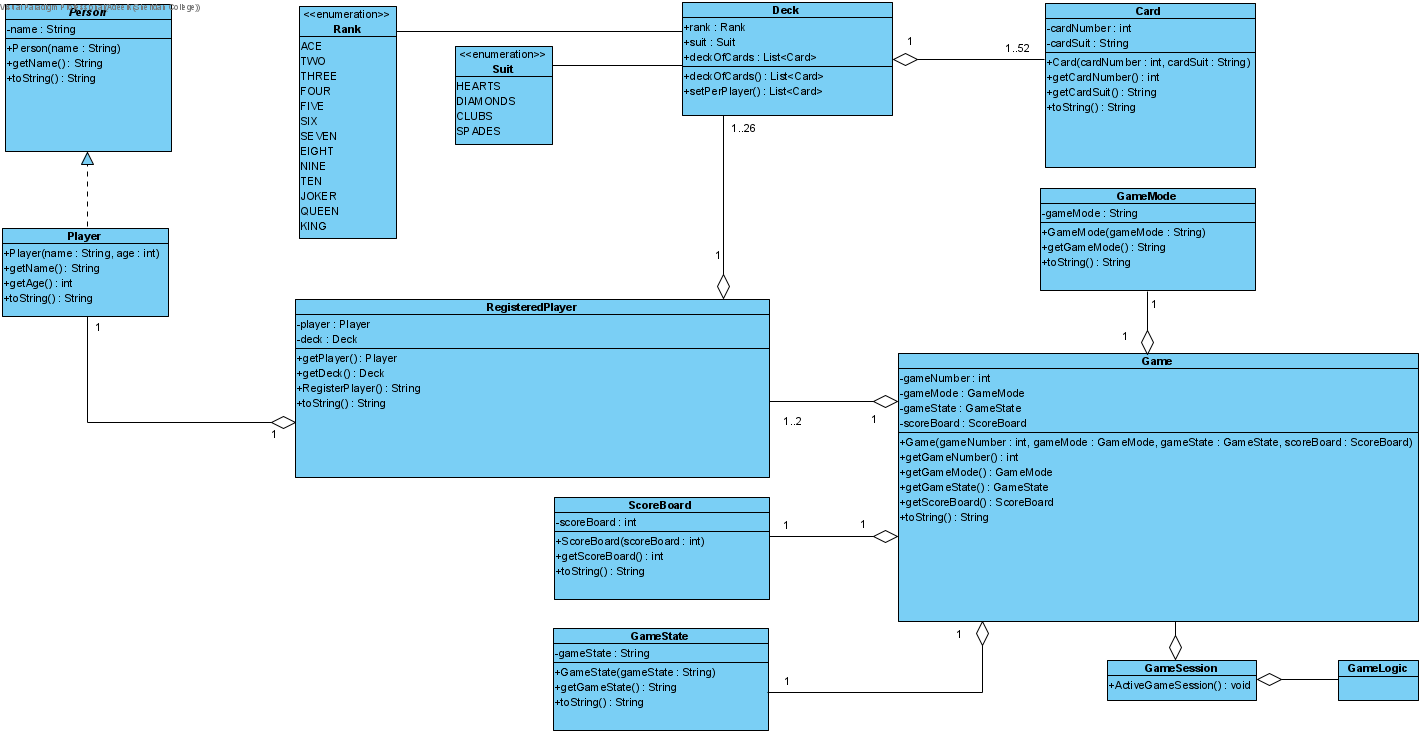 Person
-name : String
+Person(name : String)
+getName() : String
+toString() : String
<<enumeration>>
Rank
ACE
TWO
THREE
FOUR
FIVE
SIX
SEVEN
EIGHT
NINE
TEN
JOKER
QUEEN
KING
<<enumeration>>
Suit
HEARTS
DIAMONDS
CLUBS
SPADES
Deck
+rank : Rank
+suit : Suit
+deckOfCards : List<Card>
+deckOfCards() : List<Card>
+setPerPlayer() : List<Card>
1
1..52
1..26
1
Card
-cardNumber : int
-cardSuit : String
+Card(cardNumber : int, cardSuit : String)
+getCardNumber() : int
+getCardSuit() : String
+toString() : String
GameMode
-gameMode : String
+GameMode(gameMode : String)
+getGameMode() : String
+toString() : String
1
1
Player
+Player(name : String, age : int)
+getName() : String
+getAge() : int
+toString() : String
1
1
RegisteredPlayer
-player : Player
-deck : Deck
+getPlayer() : Player
+getDeck() : Deck
+RegisterPlayer() : String
+toString() : String
1..2
1
Game
-gameNumber : int
-gameMode : GameMode
-gameState : GameState
-scoreBoard : ScoreBoard
+Game(gameNumber : int, gameMode : GameMode, gameState : GameState, scoreBoard : ScoreBoard)
+getGameNumber() : int
+getGameMode() : GameMode
+getGameState() : GameState
+getScoreBoard() : ScoreBoard
+toString() : String
ScoreBoard
-scoreBoard : int
+ScoreBoard(scoreBoard : int)
+getScoreBoard() : int
+toString() : String
1
1
GameState
-gameState : String
+GameState(gameState : String)
+getGameState() : String
+toString() : String
1
1
GameSession
+ActiveGameSession() : void
GameLogic